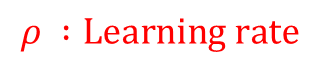 ρ : Learning rate